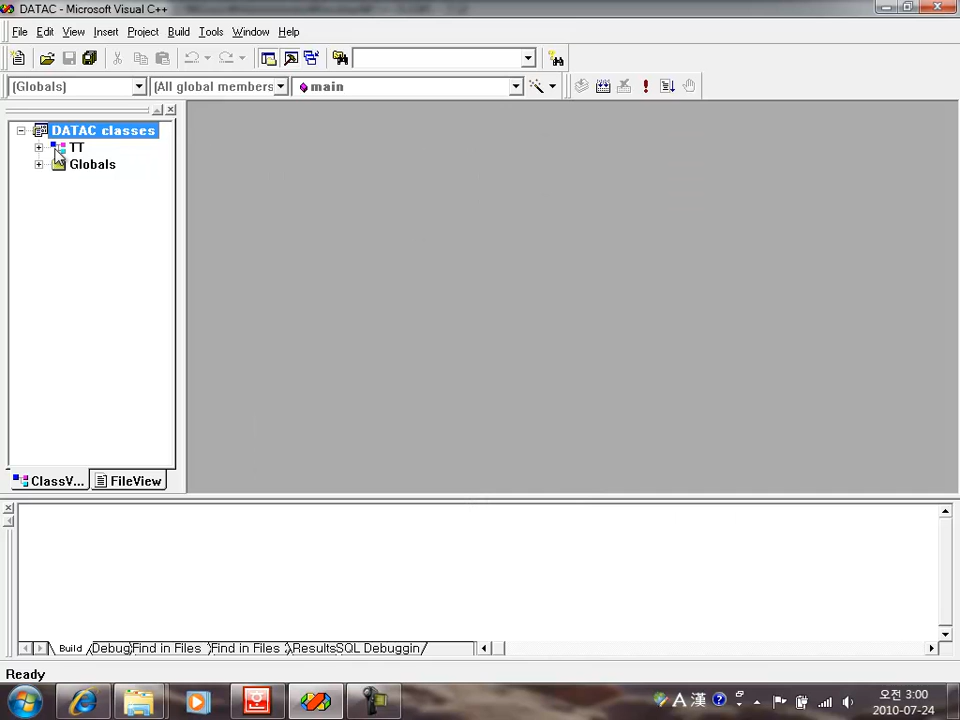 DATAC - Microsoft Visual C++
File Edit View Insert Project Build Tools Window Help
(Globals) (All global members main
DATAC classes
TT
Globals
ClassV... FileView
Build Debug Find in Files Find in Files Results SQL Debuggin
Ready
A 漢
오전 3:00
2010-07-24